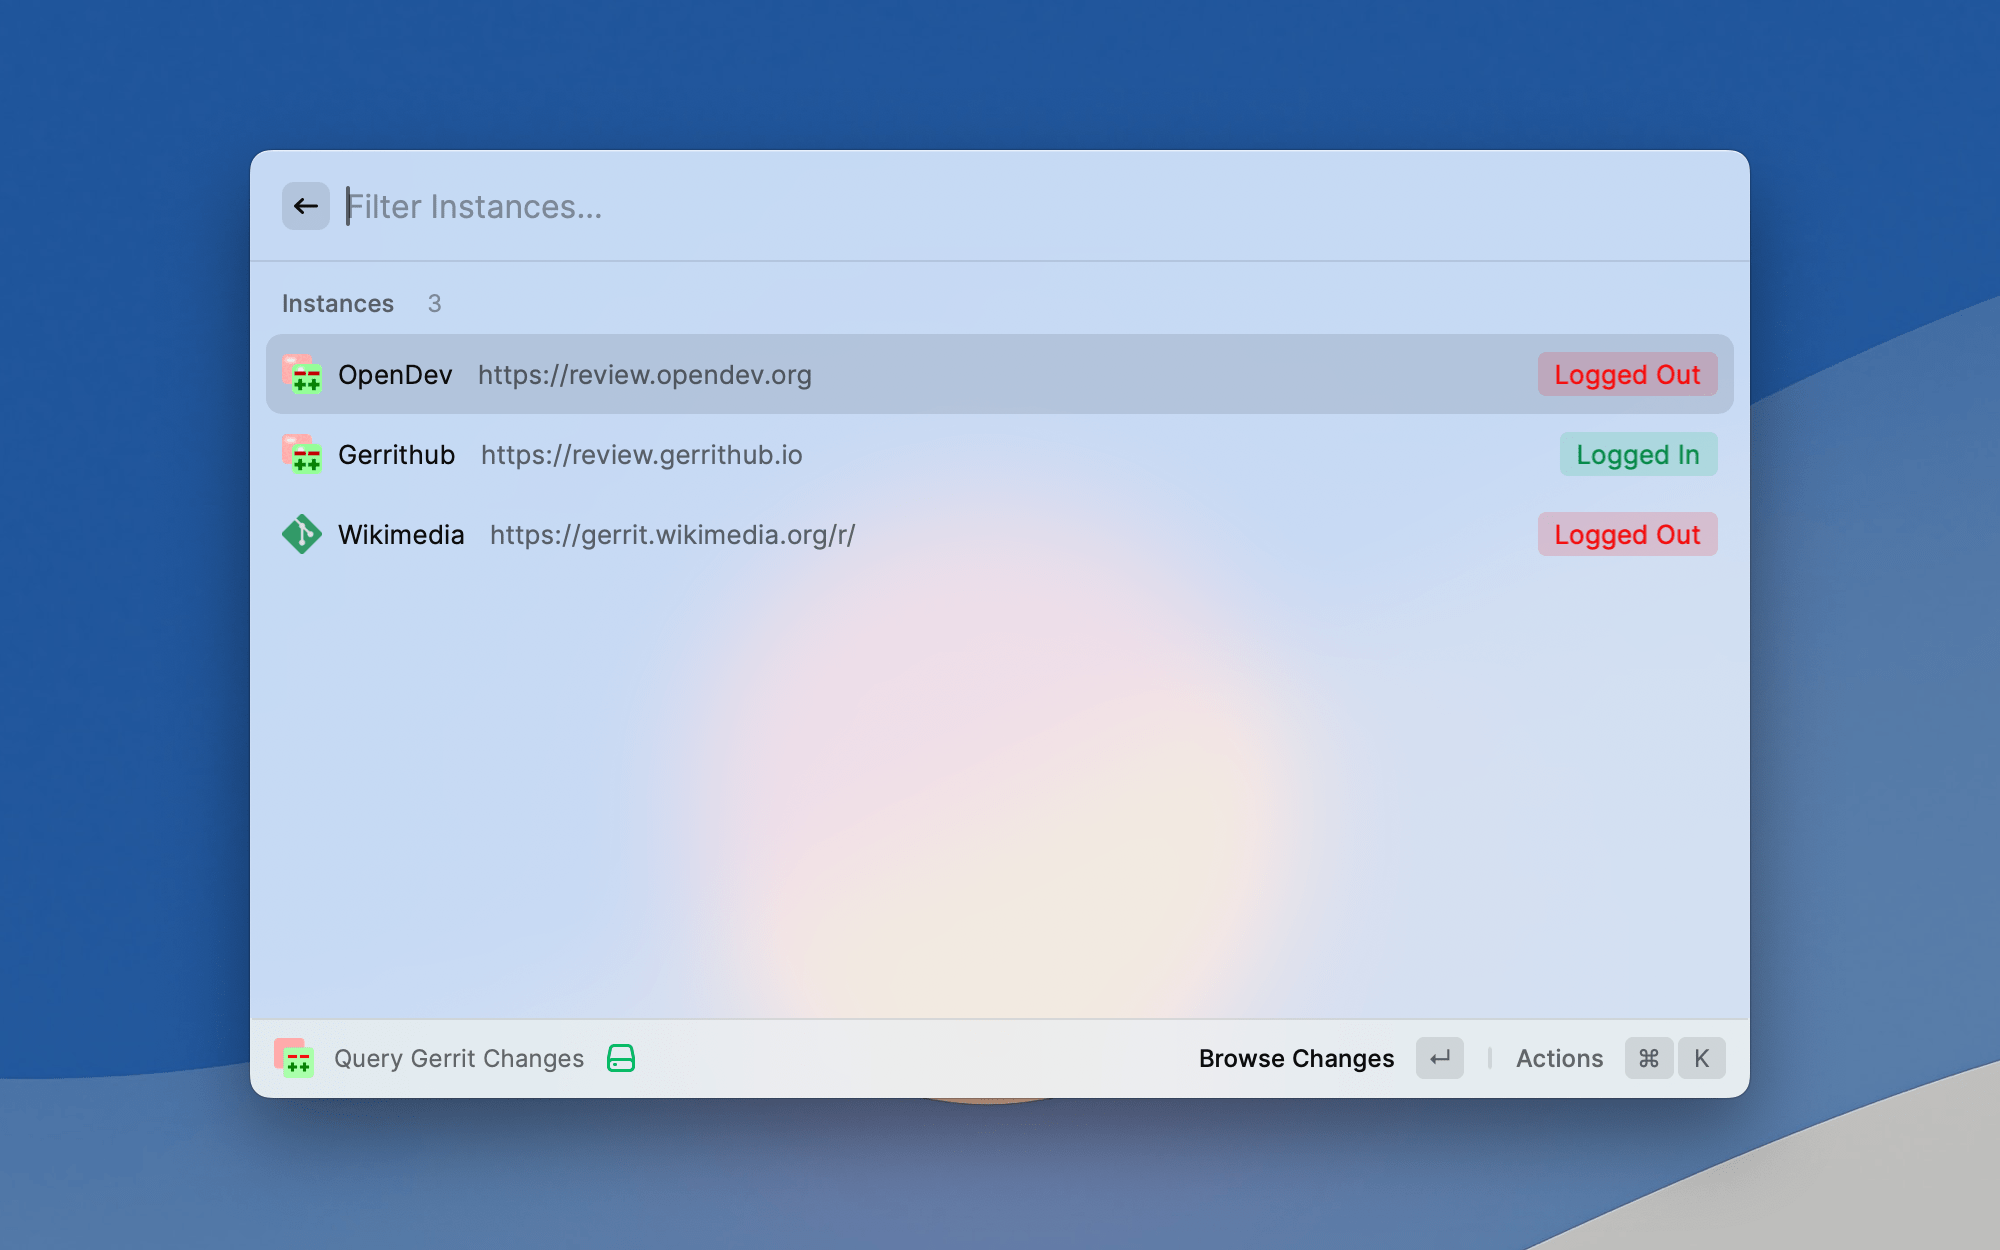 Filter Instances...
Instances 3
OpenDev https://review.opendev.org Logged Out
Gerrithub https://review.gerrithub.io Logged In
Wikimedia https://gerrit.wikimedia.org/r/ Logged Out
Query Gerrit Changes Browse Changes ↵ | Actions ⌘ K